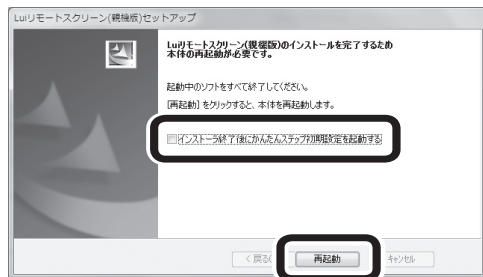 Luiリモートスクリーン(親機版)セットアップ
Luiリモートスクリーン(親機版)のインストールを完了するため
本体の再起動が必要です。
起動中のソフトをすべて終了してください。
[再起動] をクリックすると、本体を再起動します。
インストーラ終了後にかんたんステップ初期設定を起動する
< 戻る(
再起動
キャンセル